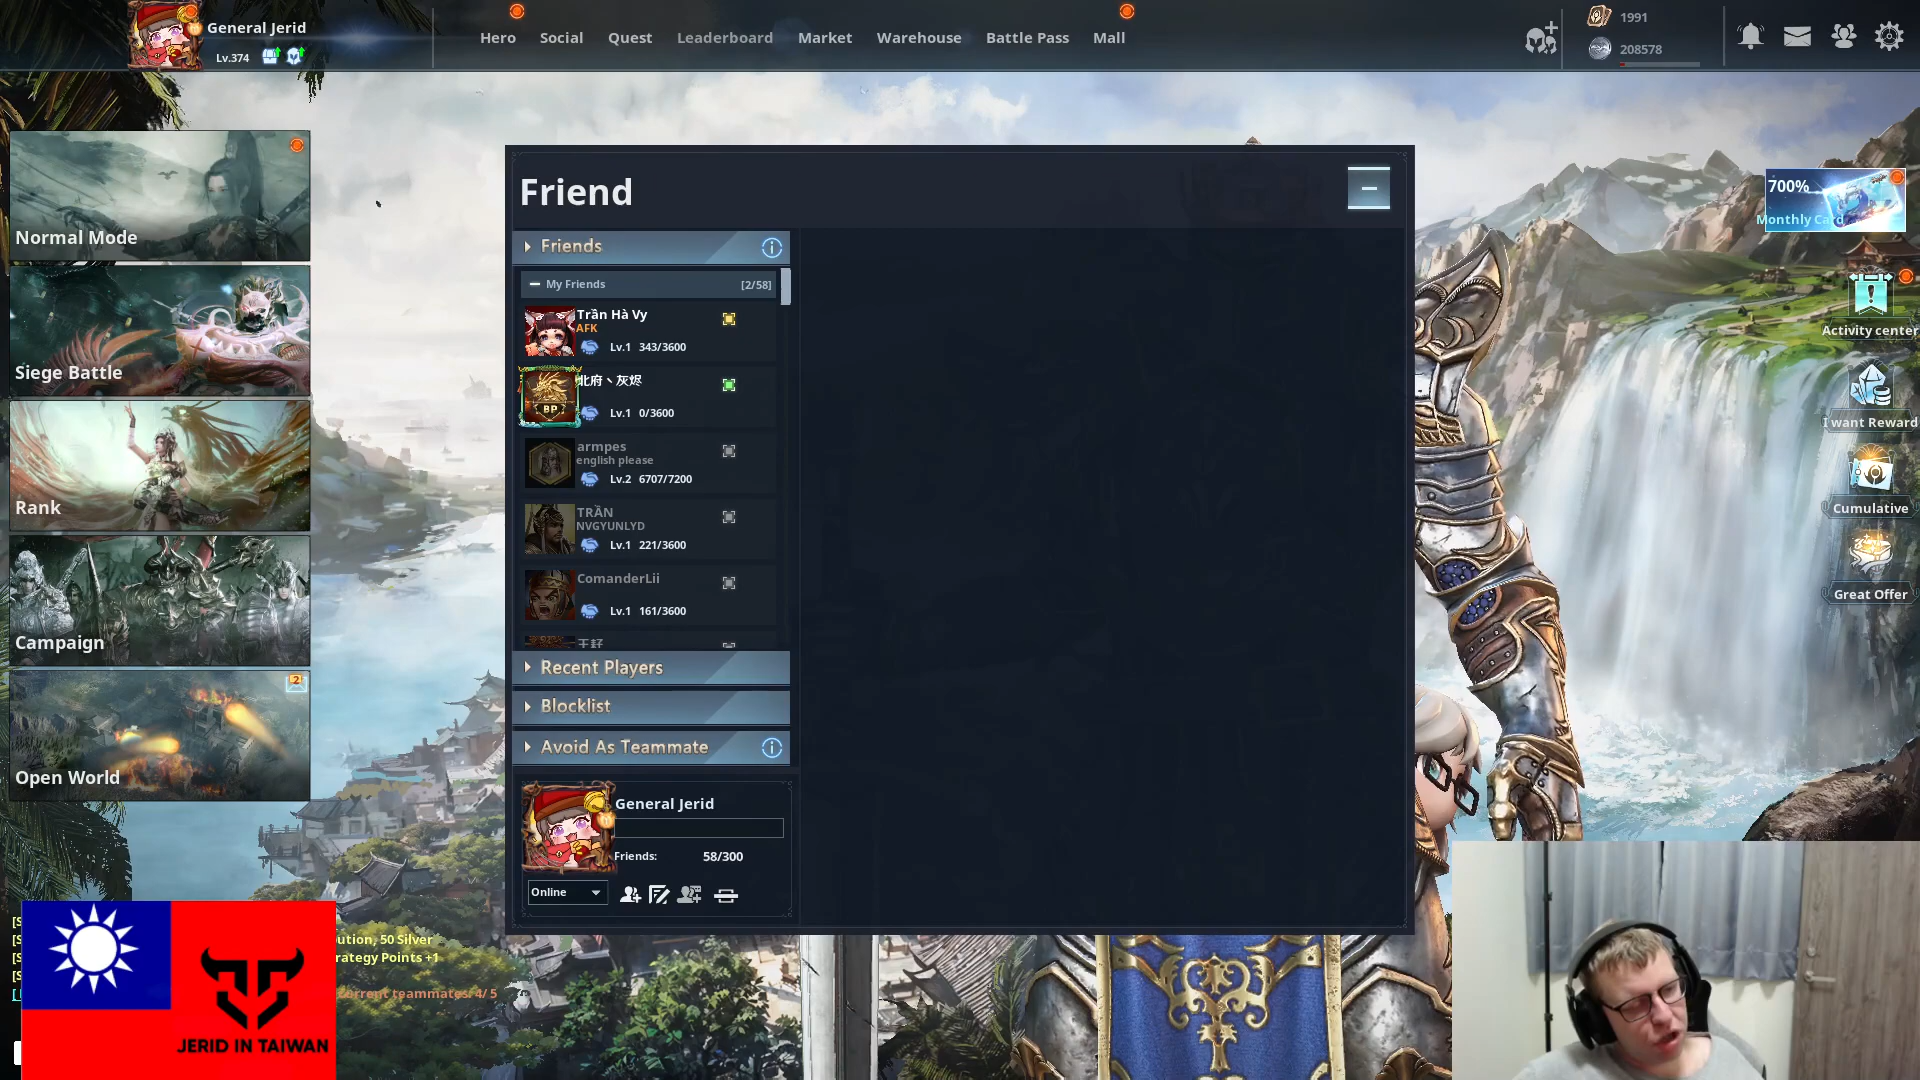 General Jerid
Lv.374
Hero
Social
Quest
Leaderboard
Market
Warehouse
Battle Pass
Mall
1991
208578
Normal Mode
Siege Battle
Rank
Campaign
2
Open World
Friend
Friends
My Friends
[2/58]
Trần Hà Vy
AFK
Lv.1 343/3600
北府丶灰烬
BP
Lv.1 0/3600
armpes
english please
Lv.2 6707/7200
TRẦN
NVGYUNLYD
Lv.1 221/3600
ComanderLii
Lv.1 161/3600
Recent Players
Blocklist
Avoid As Teammate
General Jerid
Friends: 58/300
Online
700%
Monthly Card
Activity center
I want Reward
Cumulative
Great Offer
50 Silver
Points +1
current teammates: 4/ 5
JERID IN TAIWAN